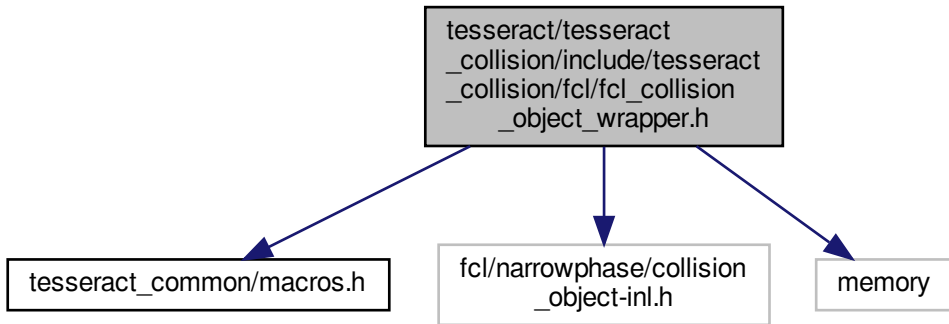 tesseract/tesseract
_collision/include/tesseract
_collision/fcl/fcl_collision
_object_wrapper.h
tesseract_common/macros.h
fcl/narrowphase/collision
_object-inl.h
memory